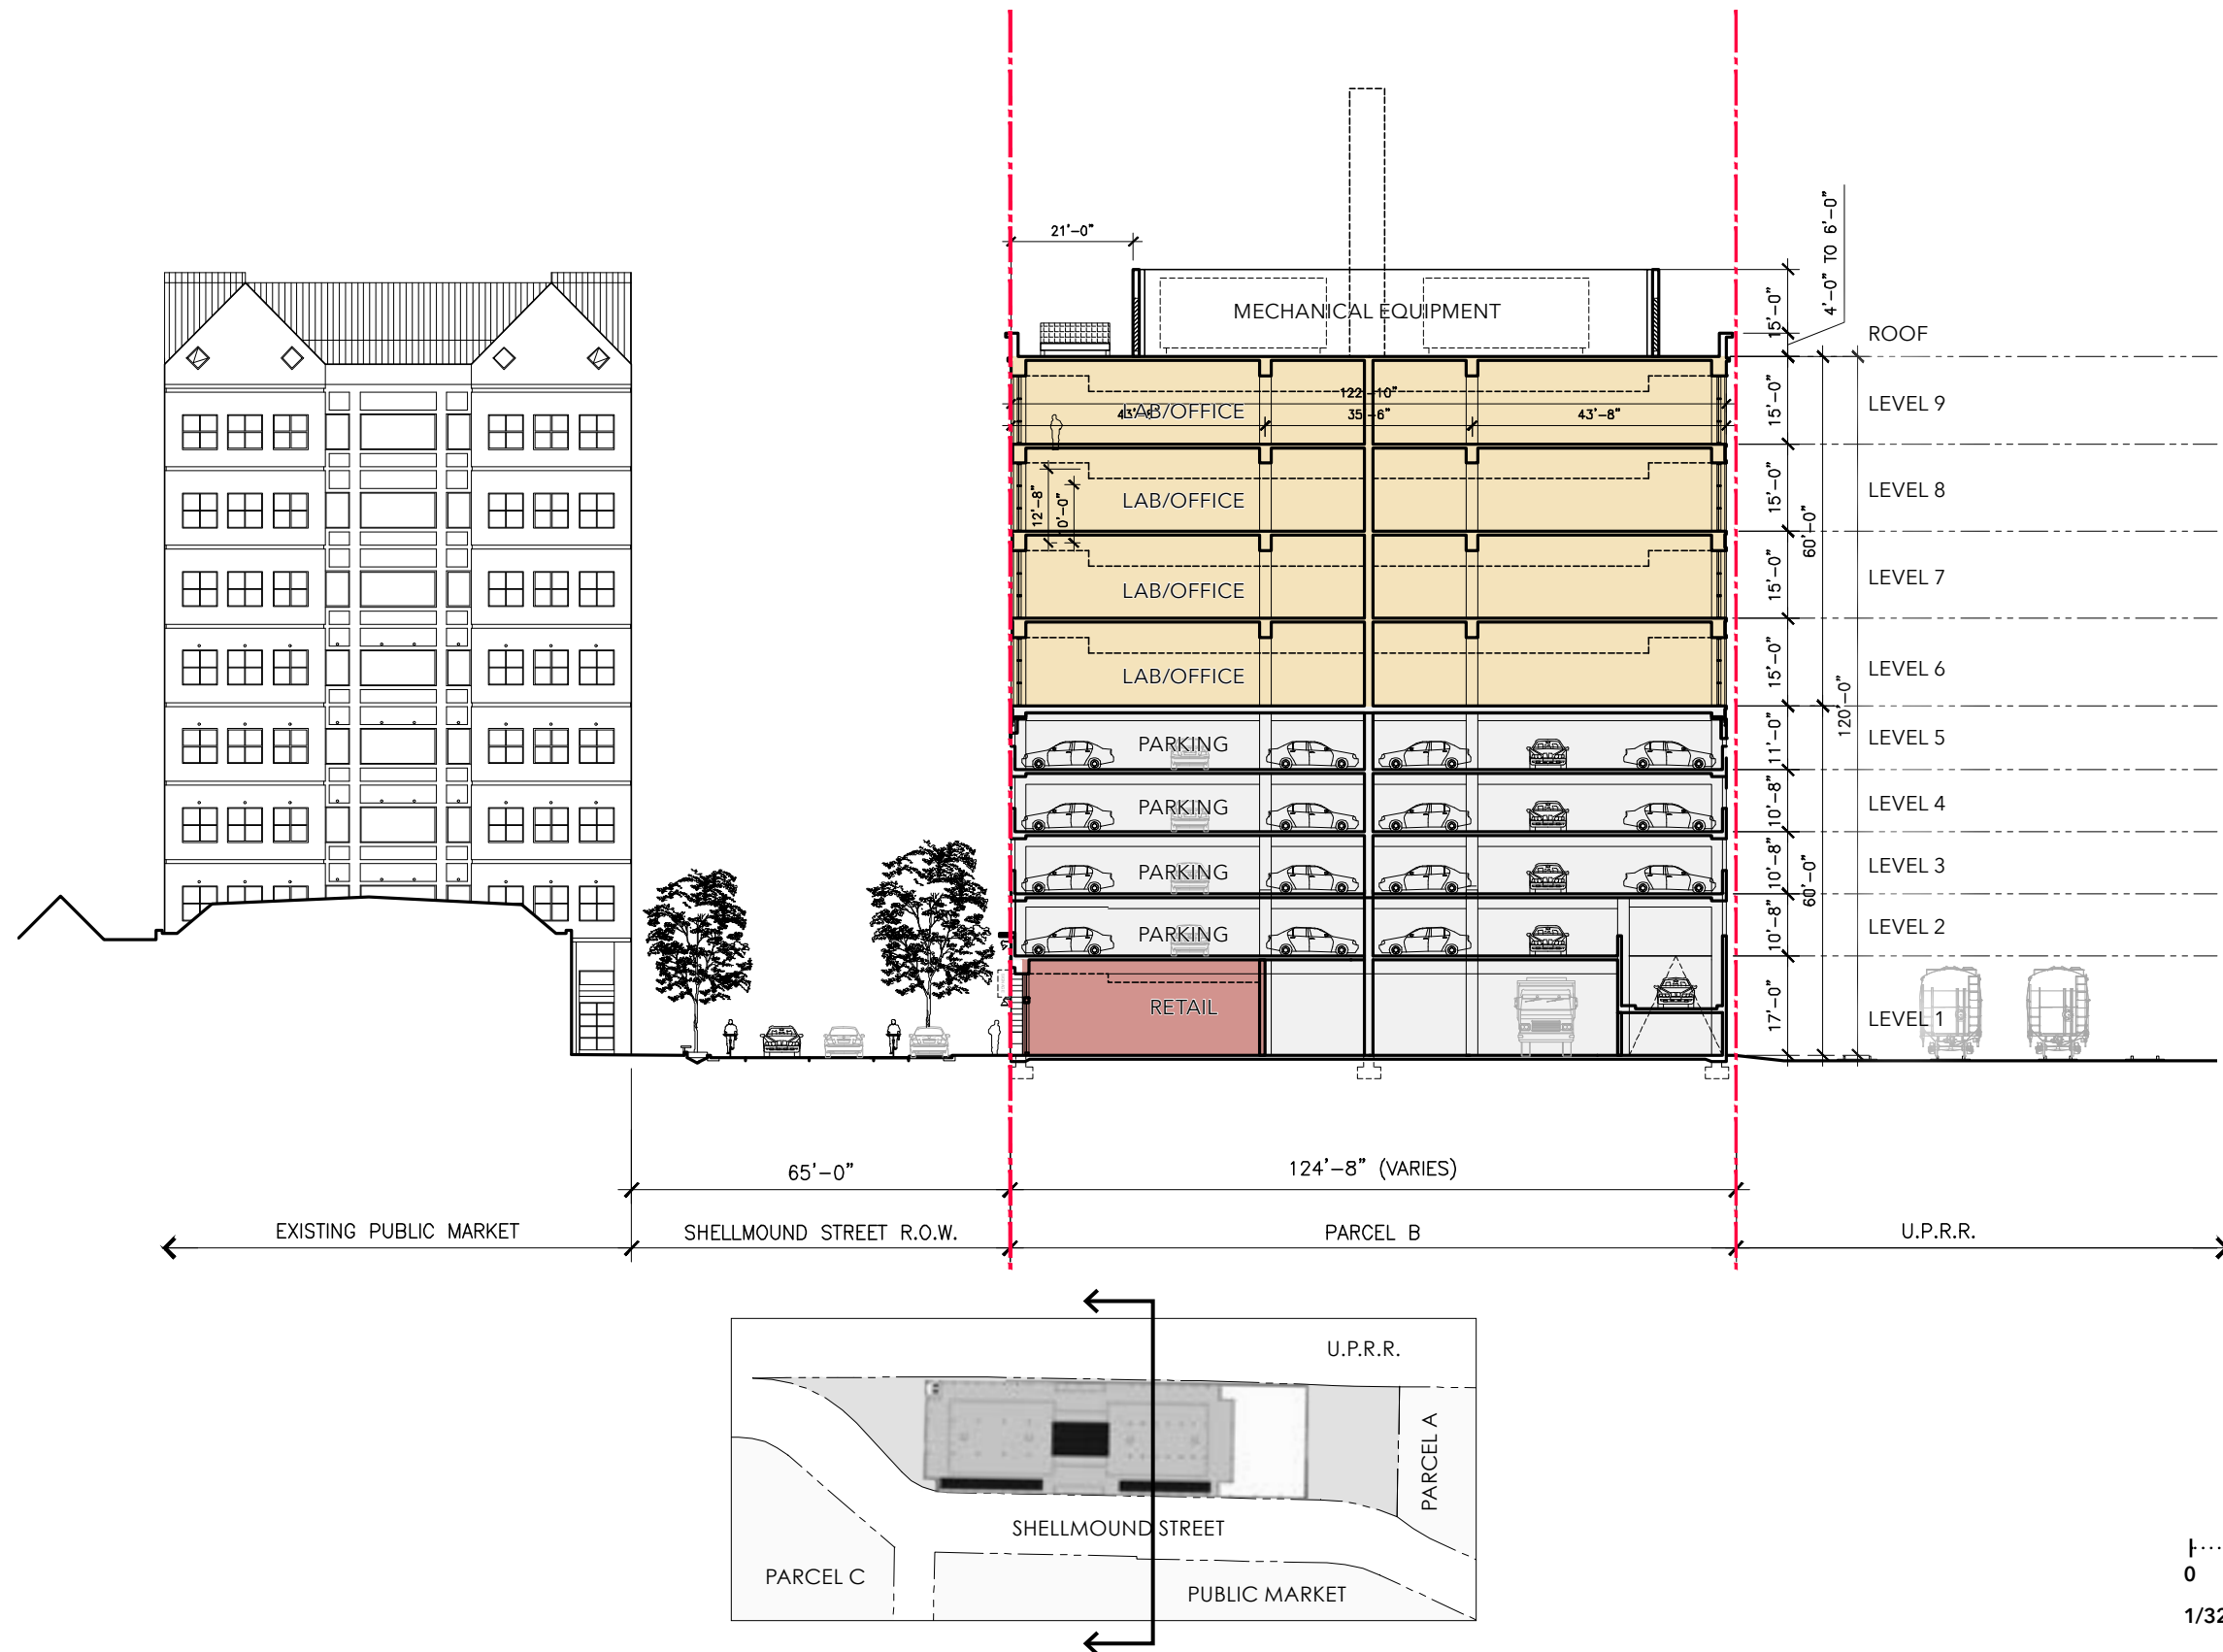 4'-0" TO 6'-0"
21'-0"
MECHANICAL EQUIPMENT
15'-0"
ROOF
122'-10"
LAB/OFFICE
43'-8"
35'-6"
43'-8"
15'-0"
LEVEL 9
12'-8"
LAB/OFFICE
15'-0"
LEVEL 8
60'-0"
LAB/OFFICE
15'-0"
LEVEL 7
LAB/OFFICE
15'-0"
LEVEL 6
120'-0"
PARKING
11'-0"
LEVEL 5
PARKING
10'-8"
LEVEL 4
PARKING
10'-8"
LEVEL 3
60'-0"
PARKING
10'-8"
LEVEL 2
RETAIL
17'-0"
LEVEL 1
65'-0"
124'-8" (VARIES)
EXISTING PUBLIC MARKET
SHELLMOUND STREET R.O.W.
PARCEL B
U.P.R.R.
U.P.R.R.
PARCEL A
SHELLMOUND STREET
PARCEL C
PUBLIC MARKET
0
1/32